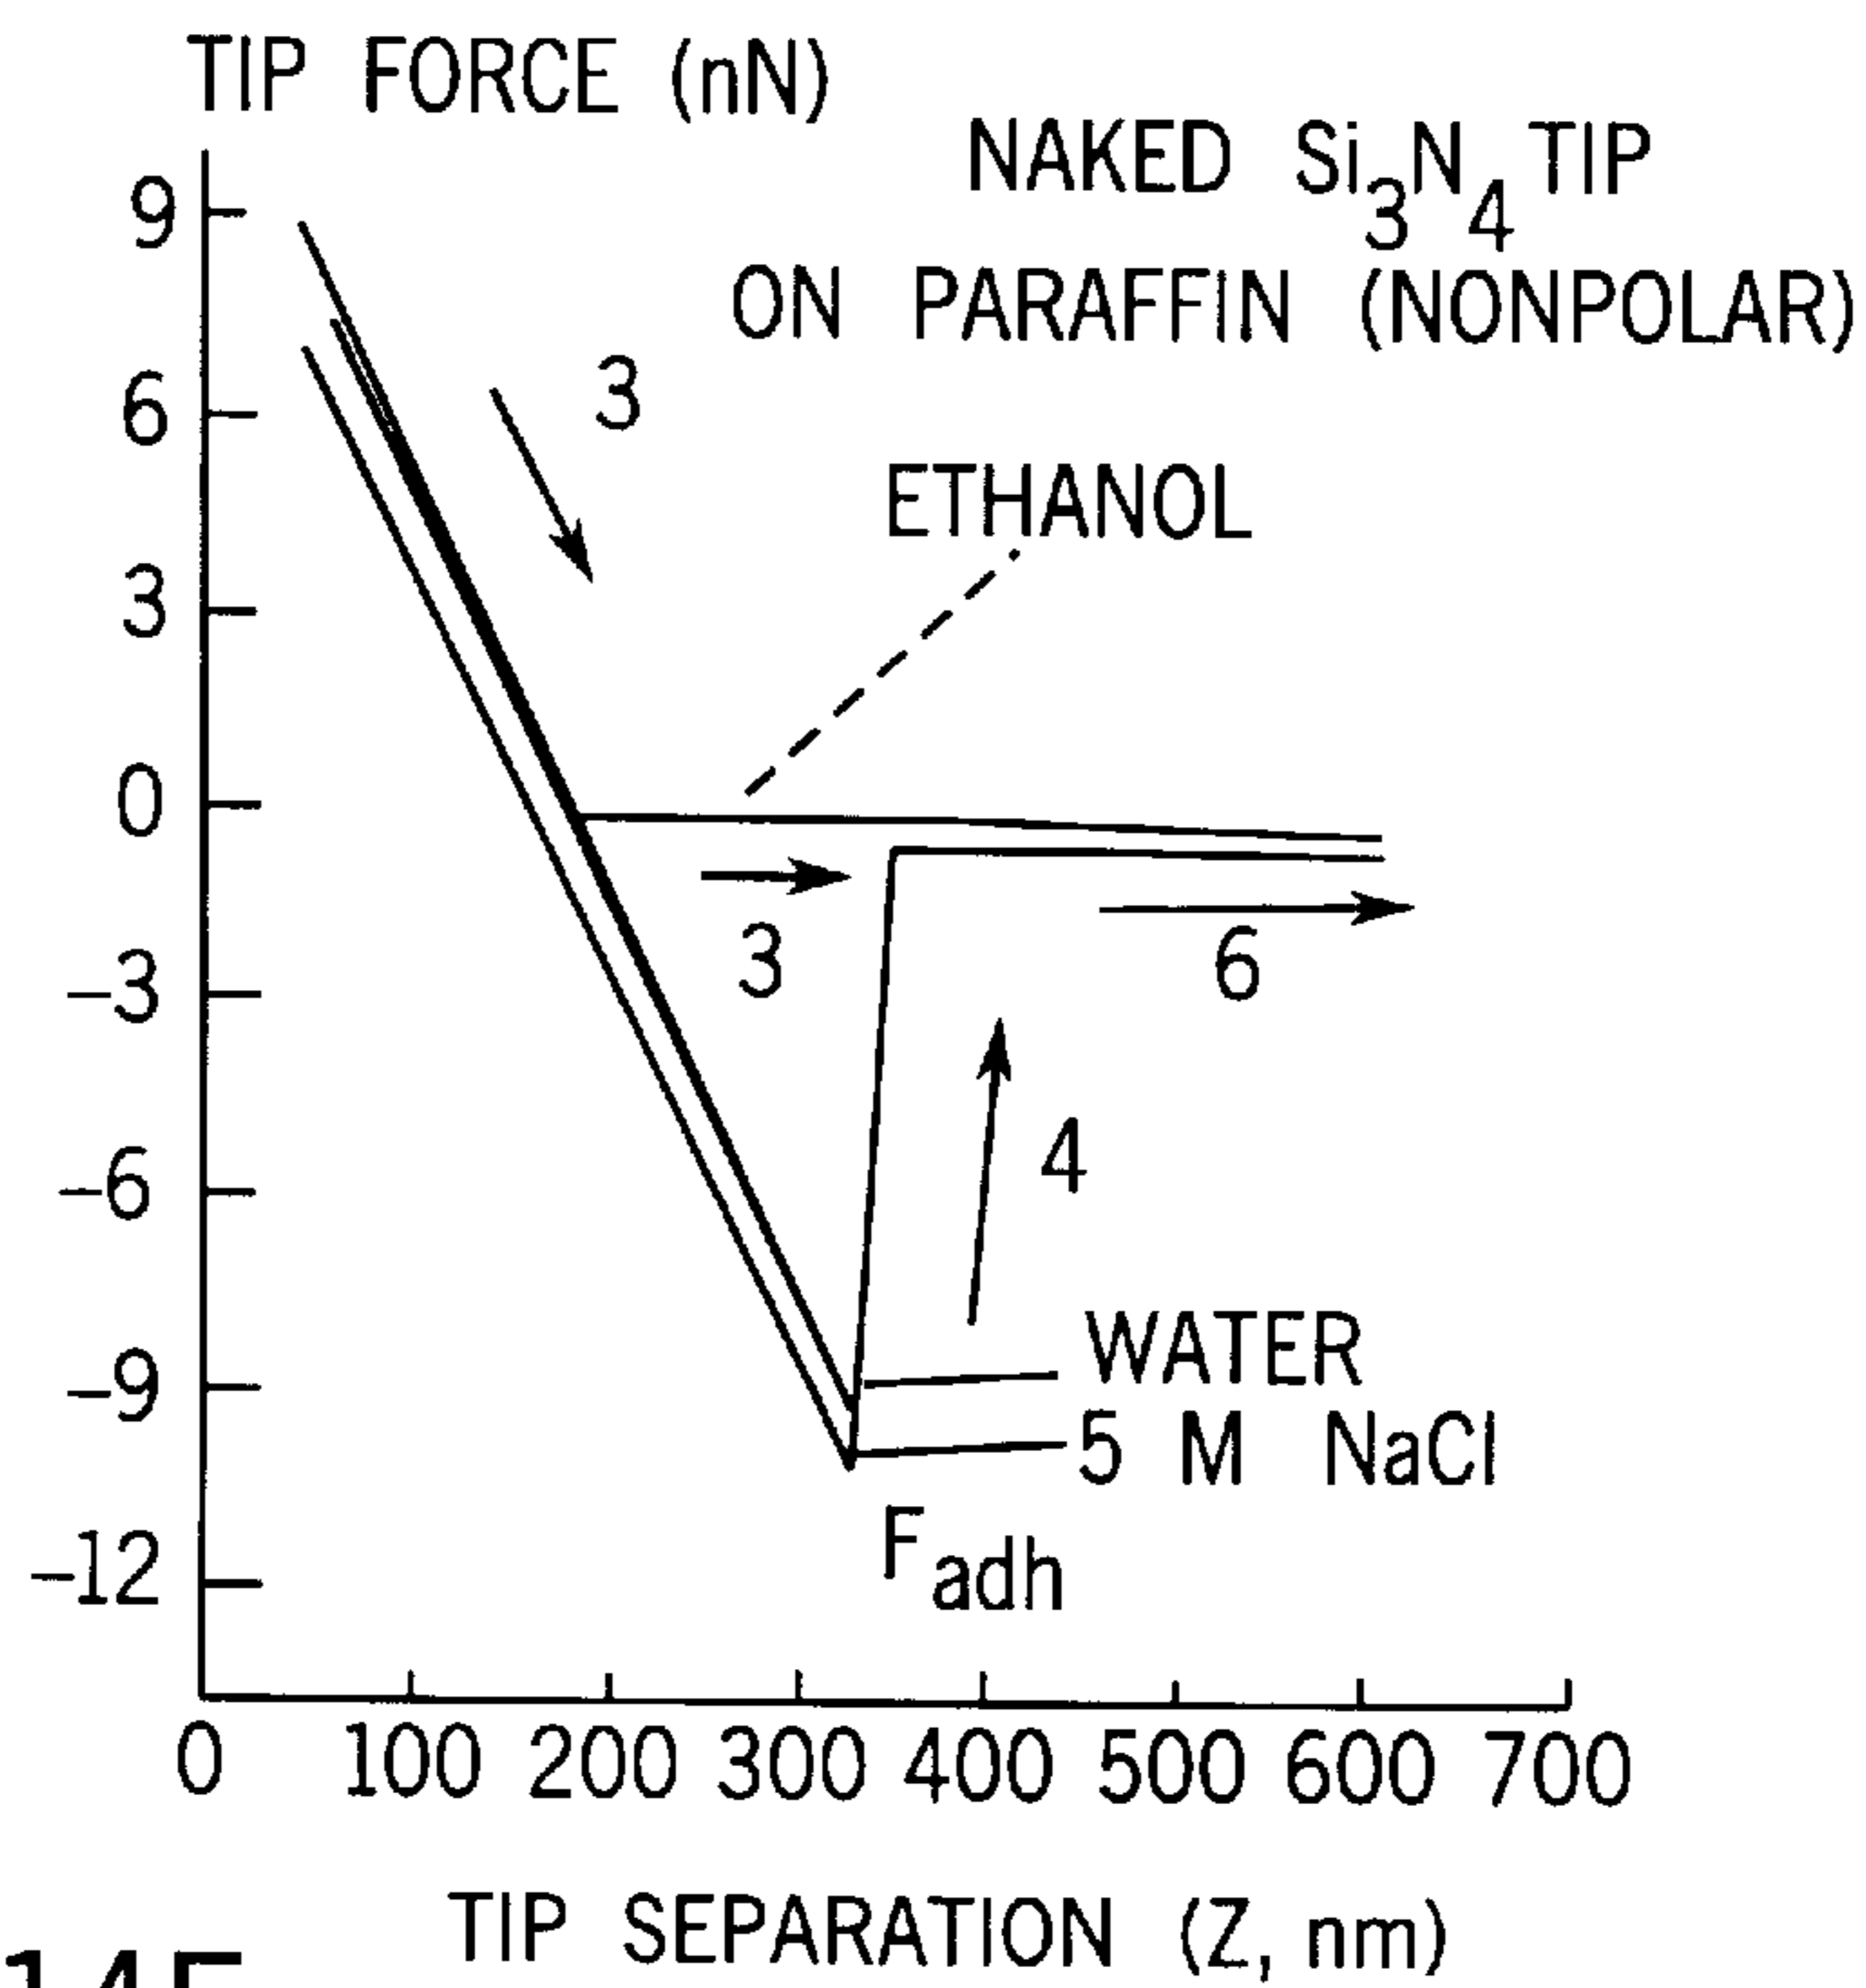 TIP FORCE (nN)
NAKED Si3N4 TIP
ON PARAFFIN (NONPOLAR)
9
6
3
0
-3
-6
-9
-12
3
ETHANOL
3
6
4
WATER
5 M NaCl
Fadh
0 100 200 300 400 500 600 700
TIP SEPARATION (Z, nm)